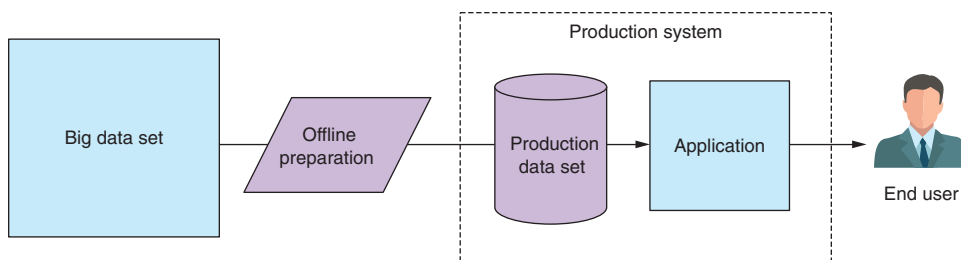 Production system
Big data set
Offline
preparation
Production
data set
Application
End user